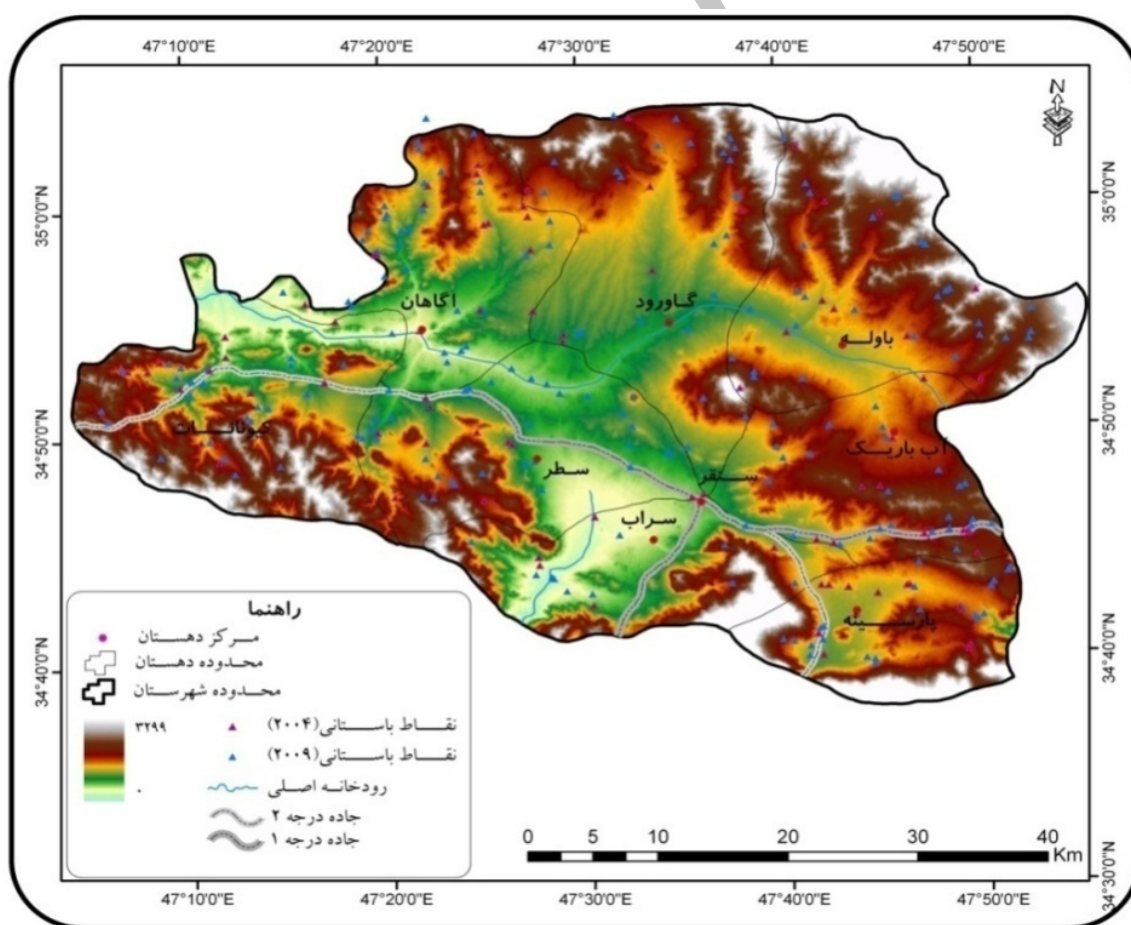 47°10'0"E 47°20'0"E 47°30'0"E 47°40'0"E 47°50'0"E
N
35°0'0"N
35°0'0"N
اگاهان
گاورود
باوله
34°50'0"N
34°50'0"N
آب باریک
سطر
سنقر
سراب
پارسینه
34°40'0"N
34°40'0"N
راهنما
مرکز دهستان
محدوده دهستان
محدوده شهرستان
۳۲۹۹
۰
نقاط باستانی(۲۰۰۴)
نقاط باستانی(۲۰۰۹)
رودخانه اصلی
جاده درجه ۲
جاده درجه ۱
0 5 10 20 30 40
Km
34°30'0"N
47°10'0"E 47°20'0"E 47°30'0"E 47°40'0"E 47°50'0"E